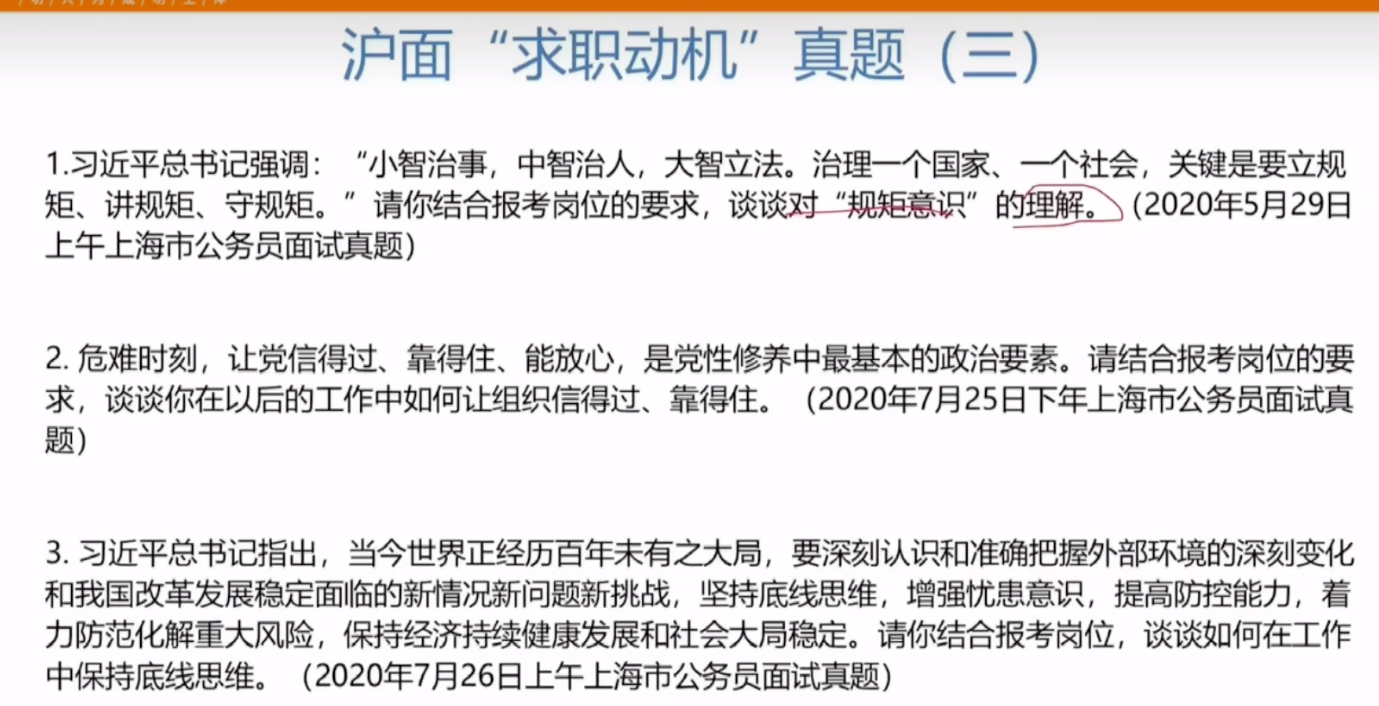 沪面“求职动机”真题（三）
1.习近平总书记强调：“小智治事，中智治人，大智立法。治理一个国家、一个社会，关键是要立规
矩、讲规矩、守规矩。”请你结合报考岗位的要求，谈谈对“规矩意识”的理解。（2020年5月29日
上午上海市公务员面试真题）
2. 危难时刻，让党信得过、靠得住、能放心，是党性修养中最基本的政治要素。请结合报考岗位的要
求，谈谈你在以后的工作中如何让组织信得过、靠得住。（2020年7月25日下年上海市公务员面试真
题）
3. 习近平总书记指出，当今世界正经历百年未有之大局，要深刻认识和准确把握外部环境的深刻变化
和我国改革发展稳定面临的新情况新问题新挑战，坚持底线思维，增强忧患意识，提高防控能力，着
力防范化解重大风险，保持经济持续健康发展和社会大局稳定。请你结合报考岗位，谈谈如何在工作
中保持底线思维。（2020年7月26日上午上海市公务员面试真题）